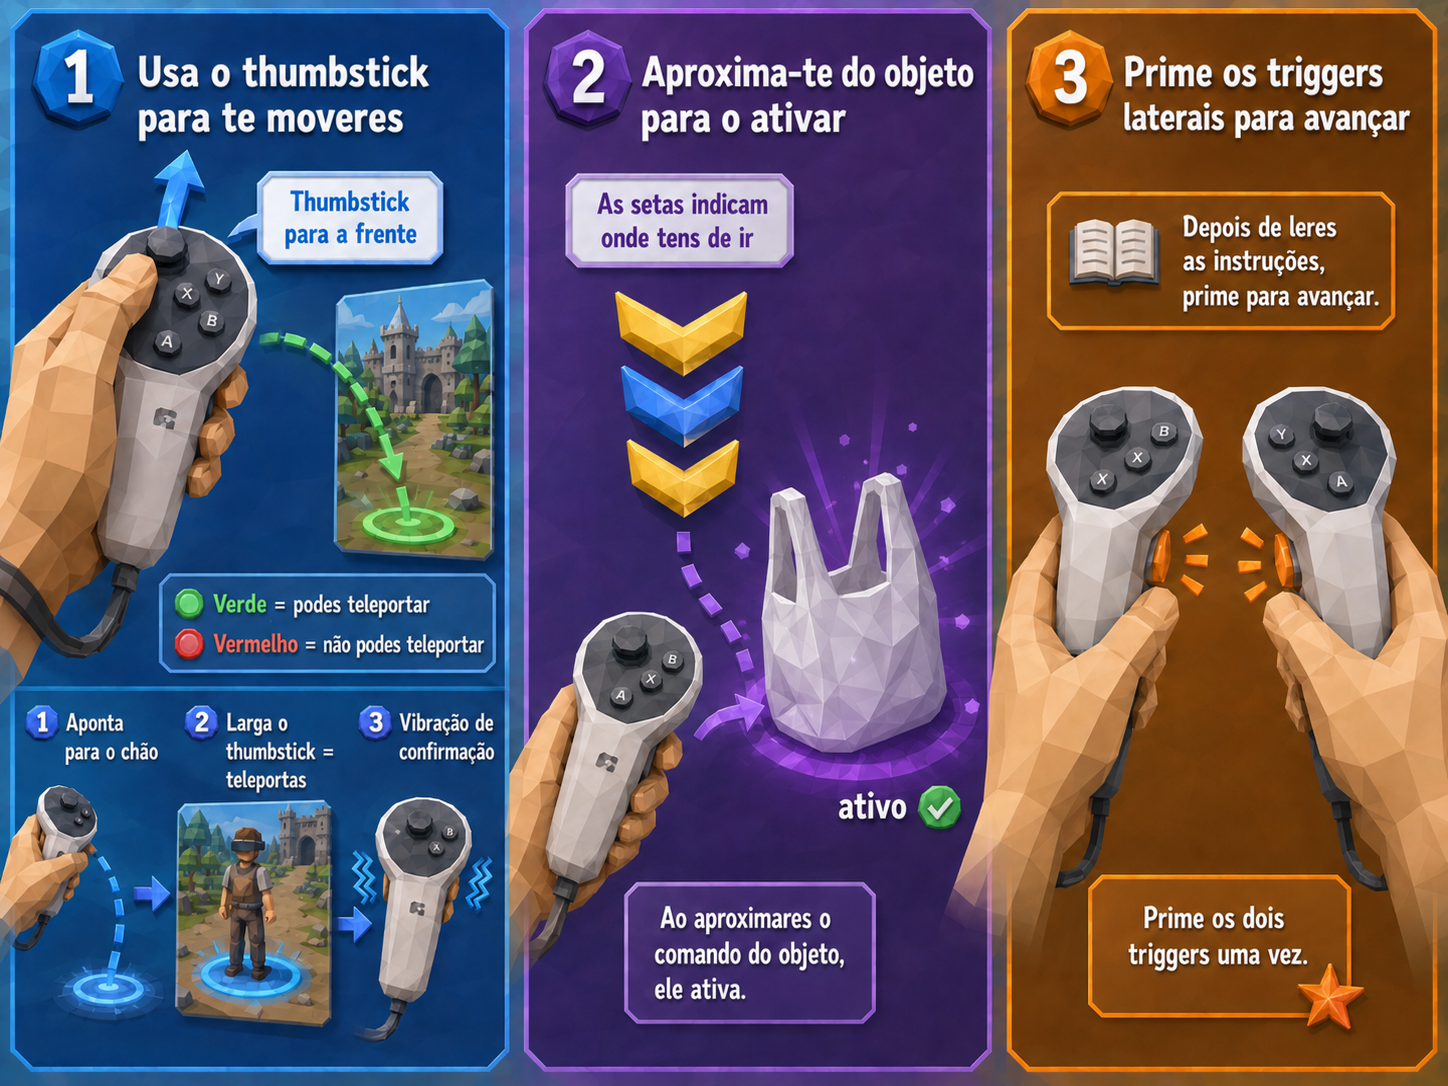 1
Usa o thumbstick
para te moveres
Thumbstick
para a frente
Y
X
B
A
Verde = podes teleportar
Vermelho = não podes teleportar
1
Aponta
para o chão
2
Larga o
thumbstick =
teleportas
3
Vibração de
confirmação
B
X
2
Aproxima-te do objeto
para o ativar
As setas indicam
onde tens de ir
B
X
A
ativo
Ao aproximares o
comando do objeto,
ele ativa.
3
Prime os triggers
laterais para avançar
Depois de leres
as instruções,
prime para avançar.
B
X
X
Y
X
A
Prime os dois
triggers uma vez.